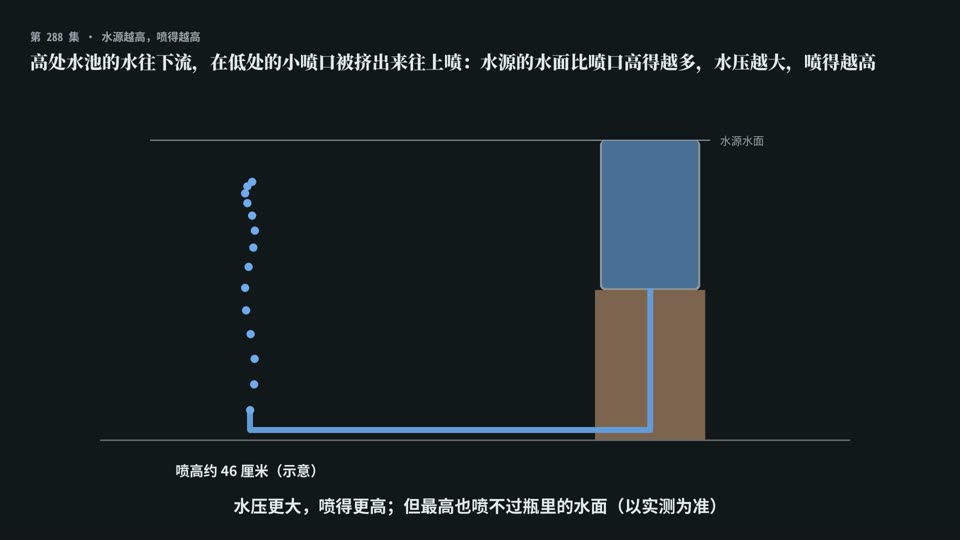 第 288 集 · 水源越高，喷得越高
高处水池的水往下流，在低处的小喷口被挤出来往上喷：水源的水面比喷口高得越多，水压越大，喷得越高
水源水面
喷高约 46 厘米（示意）
水压更大，喷得更高；但最高也喷不过瓶里的水面（以实测为准）